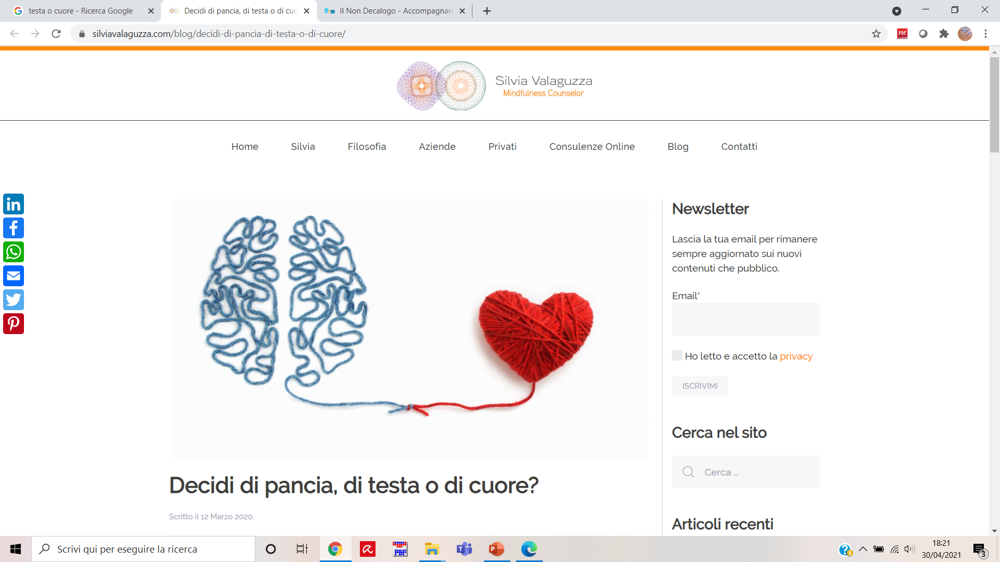 testa o cuore - Ricerca Google
Decidi di pancia, di testa o di cuo
Il Non Decalogo - Accompagnare
silviavalaguzza.com/blog/decidi-di-pancia-di-testa-o-di-cuore/
PDF
Silvia Valaguzza
Mindfulness Counselor
Home Silvia Filosofia Aziende Privati Consulenze Online Blog Contatti
Newsletter
Lascia la tua email per rimanere
sempre aggiornato sui nuovi
contenuti che pubblico.
Email*
Ho letto e accetto la privacy
ISCRIVIMI
Cerca nel sito
Cerca ...
Decidi di pancia, di testa o di cuore?
Scritto il 12 Marzo 2020.
Articoli recenti
Scrivi qui per eseguire la ricerca
18:21
30/04/2021
3